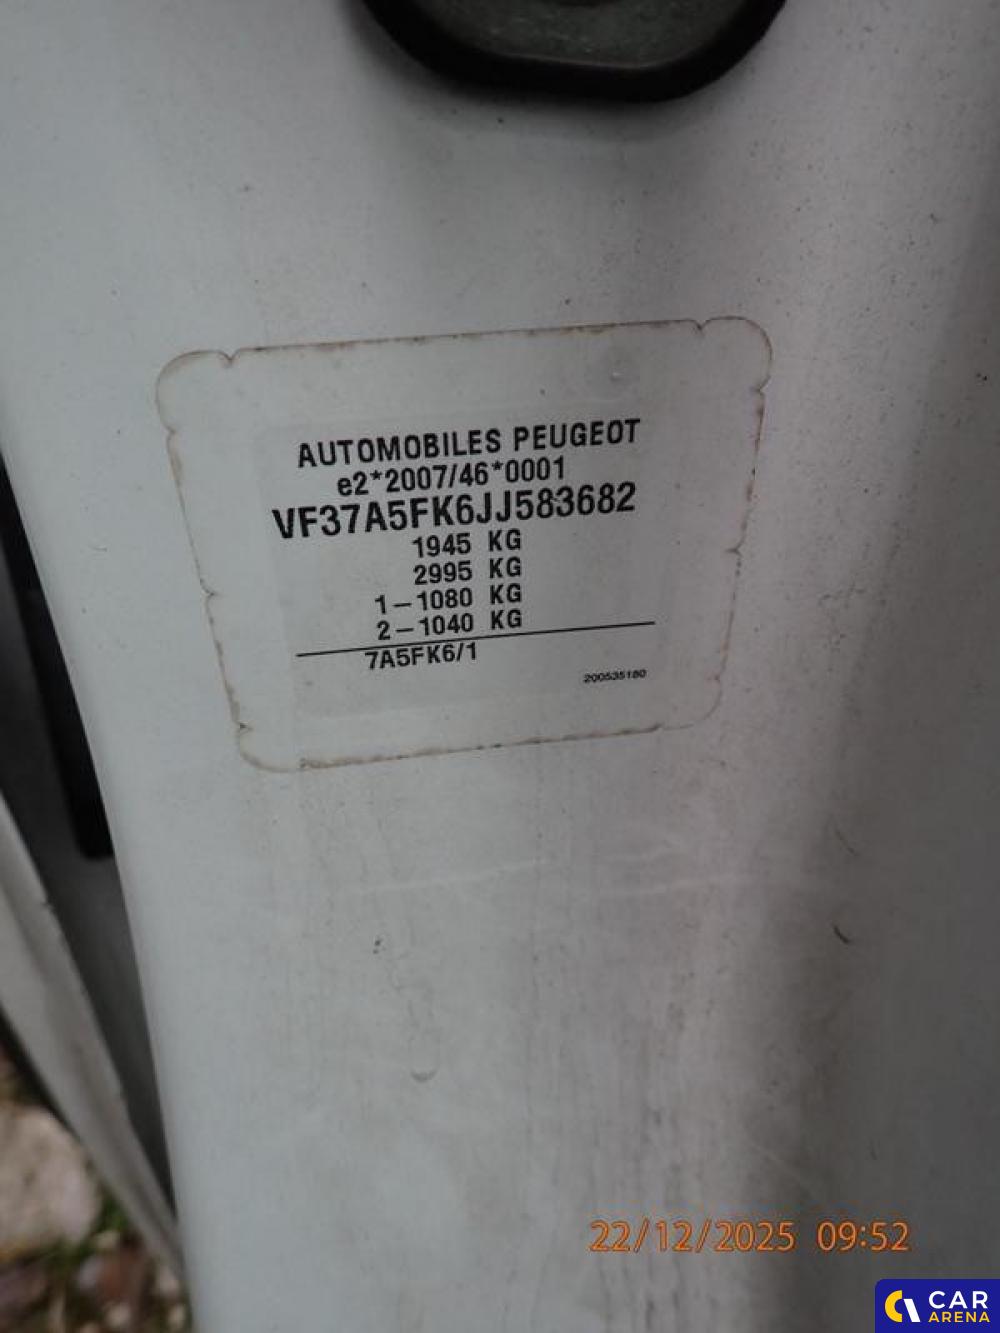 AUTOMOBILES PEUGEOT
e2*2007/46*0001
VF37A5FK6JJ583682
1945 KG
2995 KG
1-1080 KG
2-1040 KG
7A5FK6/1
200535180
22/12/2025 09:52
CAR
ARENA